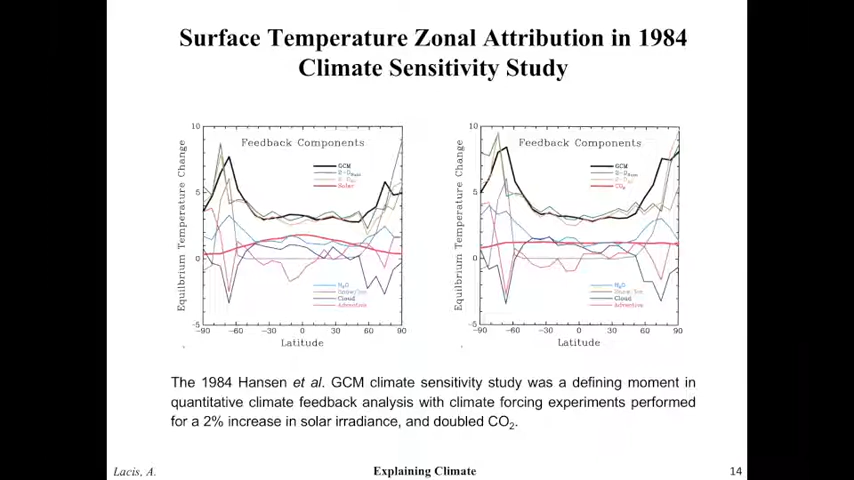 Surface Temperature Zonal Attribution in 1984
Climate Sensitivity Study
Feedback Components
GCM
Solar
H₂O
Cloud
Advection
10
5
0
-5
-90
-60
-30
0
30
60
90
Latitude
Equilbrium Temperature Change
Feedback Components
GCM
CO₂
H₂O
Cloud
Advection
10
5
0
-5
-90
-60
-30
0
30
60
90
Latitude
Equilbrium Temperature Change
The 1984 Hansen et al. GCM climate sensitivity study was a defining moment in
quantitative climate feedback analysis with climate forcing experiments performed
for a 2% increase in solar irradiance, and doubled CO₂.
Lacis, A.
Explaining Climate
14